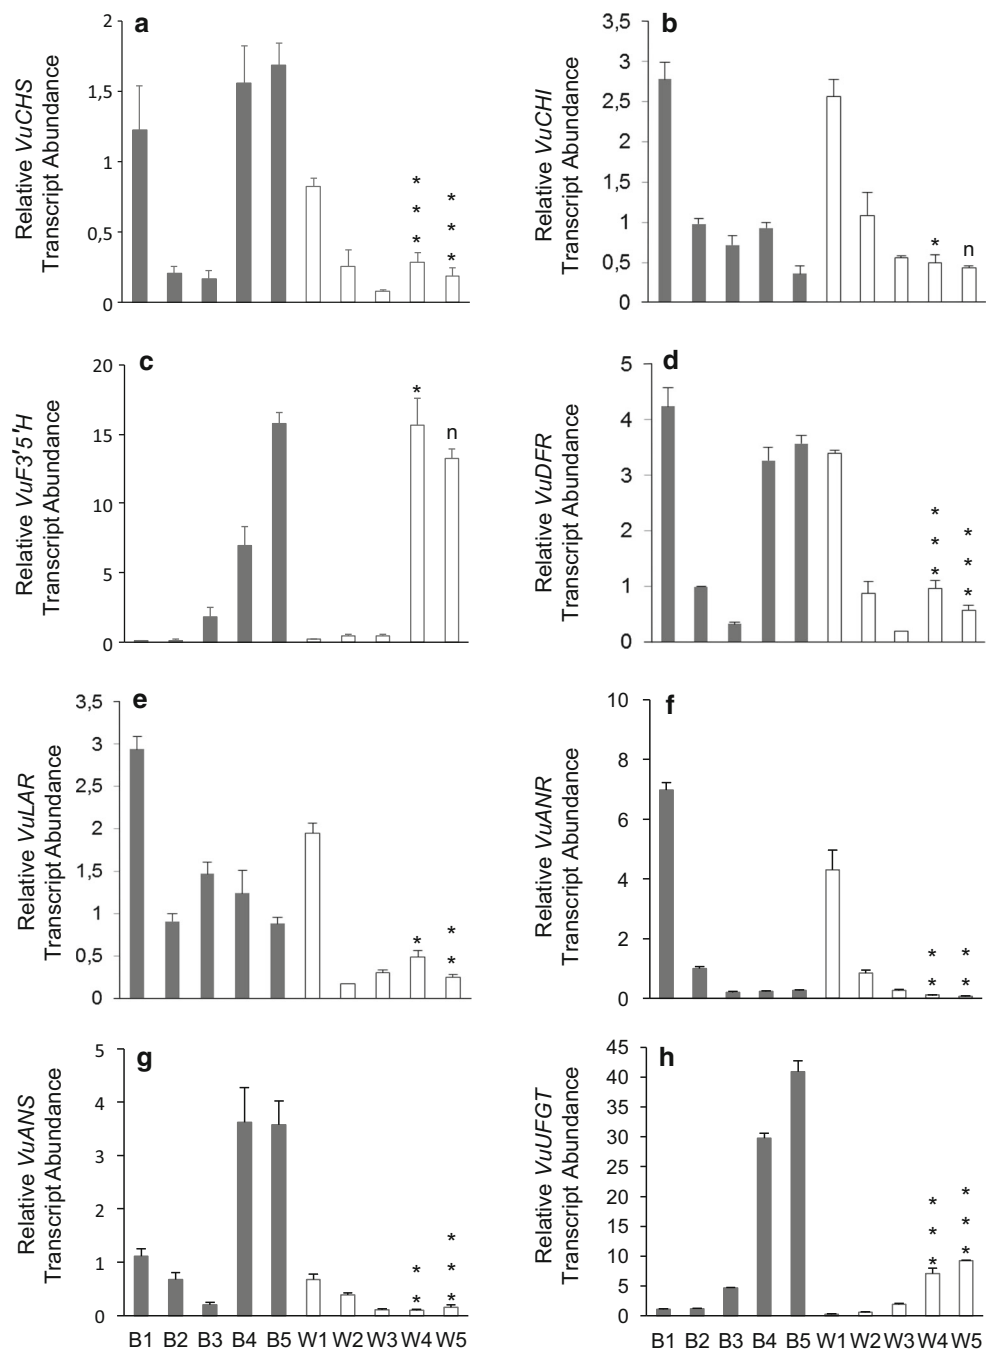 a
Relative VuCHS
Transcript Abundance
2
1,5
1
0,5
0
* * *
* * *
b
Relative VuCHI
Transcript Abundance
3,5
3
2,5
2
1,5
1
0,5
0
*
n
c
Relative VuF3'5'H
Transcript Abundance
20
15
10
5
0
*
n
d
Relative VuDFR
Transcript Abundance
5
4
3
2
1
0
* * *
* * *
e
Relative VuLAR
Transcript Abundance
3,5
3
2,5
2
1,5
1
0,5
0
*
* *
f
Relative VuANR
Transcript Abundance
10
8
6
4
2
0
* *
* *
g
Relative VuANS
Transcript Abundance
5
4
3
2
1
0
* *
* * *
B1 B2 B3 B4 B5 W1 W2 W3 W4 W5
h
Relative VuUFGT
Transcript Abundance
45
40
35
30
25
20
15
10
5
0
* * *
* * *
B1 B2 B3 B4 B5 W1 W2 W3 W4 W5